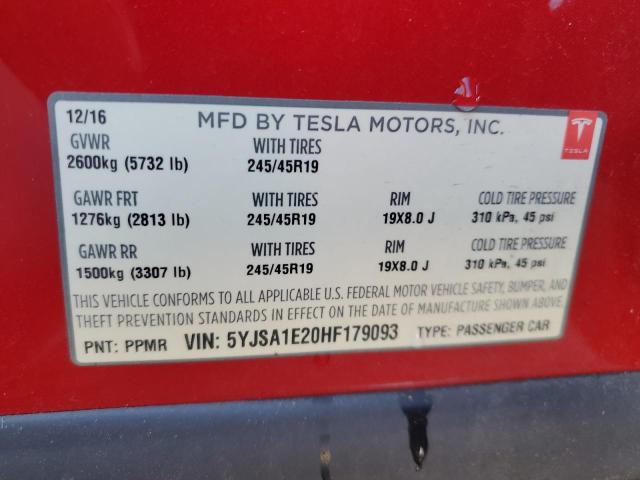 12/16 MFD BY TESLA MOTORS, INC.
TESLA
GVWR WITH TIRES
2600kg (5732 lb) 245/45R19
GAWR FRT WITH TIRES RIM COLD TIRE PRESSURE
1276kg (2813 lb) 245/45R19 19X8.0 J 310 kPa, 45 psi
GAWR RR WITH TIRES RIM COLD TIRE PRESSURE
1500kg (3307 lb) 245/45R19 19X8.0 J 310 kPa, 45 psi
THIS VEHICLE CONFORMS TO ALL APPLICABLE U.S. FEDERAL MOTOR VEHICLE SAFETY, BUMPER, AND
THEFT PREVENTION STANDARDS IN EFFECT ON THE DATE OF MANUFACTURE SHOWN ABOVE.
PNT: PPMR VIN: 5YJSA1E20HF179093 TYPE: PASSENGER CAR